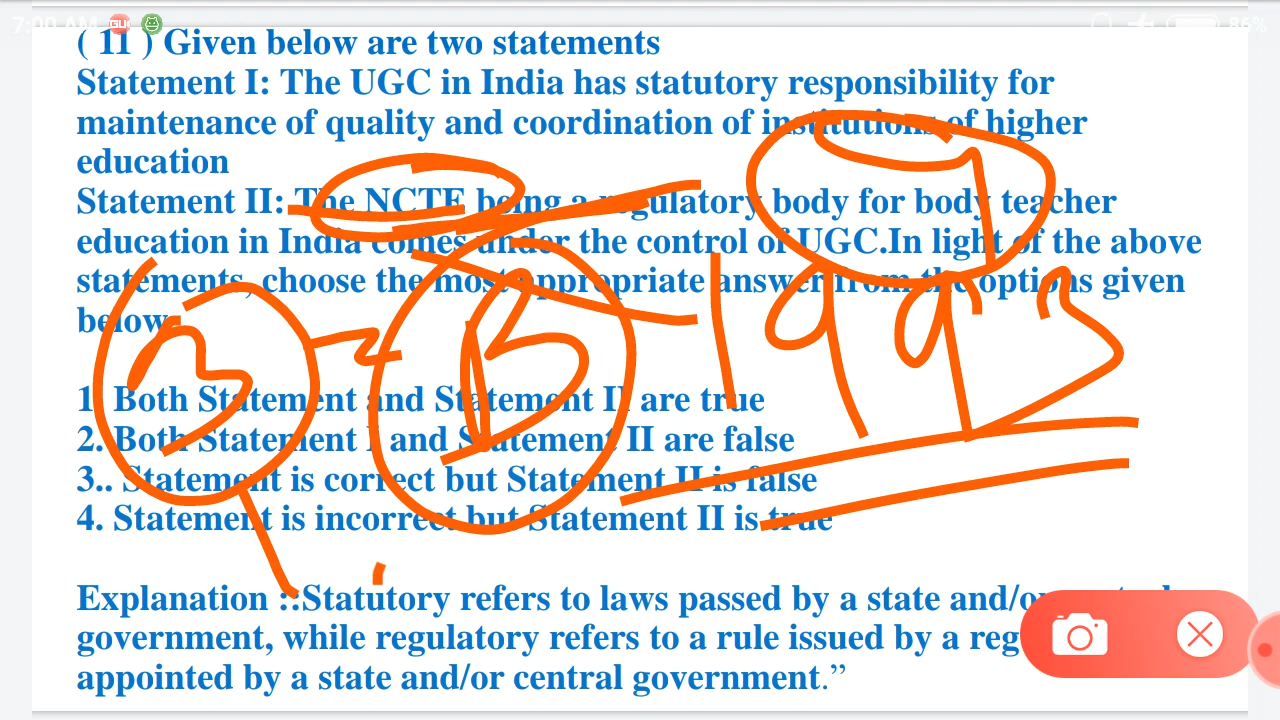 7:00 AM
86%
( 11 ) Given below are two statements
Statement I: The UGC in India has statutory responsibility for
maintenance of quality and coordination of institutions of higher
education
Statement II: The NCTE being a regulatory body for body teacher
education in India comes under the control of UGC.In light of the above
statements, choose the most appropriate answer from the options given
below
3 B 1993
1 Both Statement and Statement II are true
2. Both Statement I and Statement II are false
3.. Statement is correct but Statement II is false
4. Statement is incorrect but Statement II is true
Explanation ::Statutory refers to laws passed by a state and/or
government, while regulatory refers to a rule issued by a reg
appointed by a state and/or central government.”